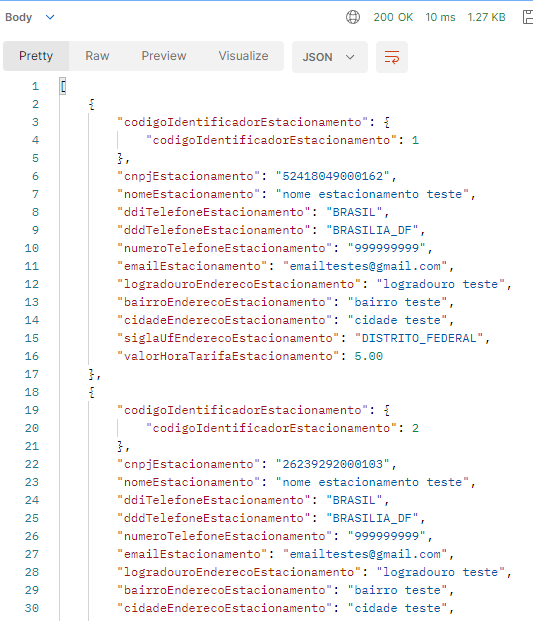 Body 200 OK 10 ms 1.27 KB
Pretty Raw Preview Visualize JSON
1 [
2 {
3 "codigoIdentificadorEstacionamento": {
4 "codigoIdentificadorEstacionamento": 1
5 },
6 "cnpjEstacionamento": "52418049000162",
7 "nomeEstacionamento": "nome estacionamento teste",
8 "ddiTelefoneEstacionamento": "BRASIL",
9 "dddTelefoneEstacionamento": "BRASILIA_DF",
10 "numeroTelefoneEstacionamento": "999999999",
11 "emailEstacionamento": "emailtestes@gmail.com",
12 "logradouroEnderecoEstacionamento": "logradouro teste",
13 "bairroEnderecoEstacionamento": "bairro teste",
14 "cidadeEnderecoEstacionamento": "cidade teste",
15 "siglaUfEnderecoEstacionamento": "DISTRITO_FEDERAL",
16 "valorHoraTarifaEstacionamento": 5.00
17 },
18 {
19 "codigoIdentificadorEstacionamento": {
20 "codigoIdentificadorEstacionamento": 2
21 },
22 "cnpjEstacionamento": "26239292000103",
23 "nomeEstacionamento": "nome estacionamento teste",
24 "ddiTelefoneEstacionamento": "BRASIL",
25 "dddTelefoneEstacionamento": "BRASILIA_DF",
26 "numeroTelefoneEstacionamento": "999999999",
27 "emailEstacionamento": "emailtestes@gmail.com",
28 "logradouroEnderecoEstacionamento": "logradouro teste",
29 "bairroEnderecoEstacionamento": "bairro teste",
30 "cidadeEnderecoEstacionamento": "cidade teste",